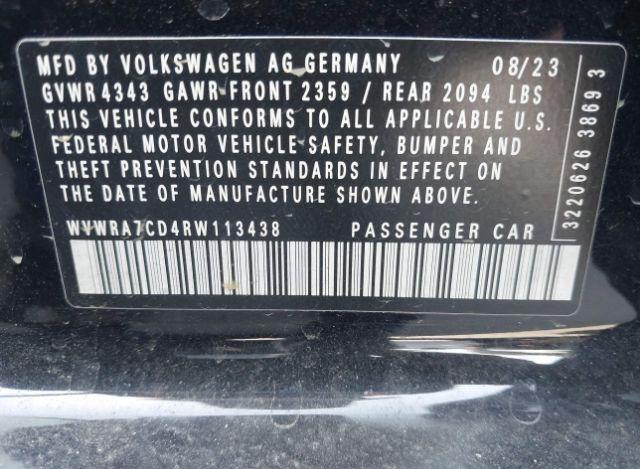 MFD BY VOLKSWAGEN AG GERMANY 08/23
GVWR 4343 GAWR FRONT 2359 / REAR 2094 LBS
THIS VEHICLE CONFORMS TO ALL APPLICABLE U.S.
FEDERAL MOTOR VEHICLE SAFETY, BUMPER AND
THEFT PREVENTION STANDARDS IN EFFECT ON
THE DATE OF MANUFACTURE SHOWN ABOVE.
WVWRA7CD4RW113438 PASSENGER CAR
3220626 3869 3